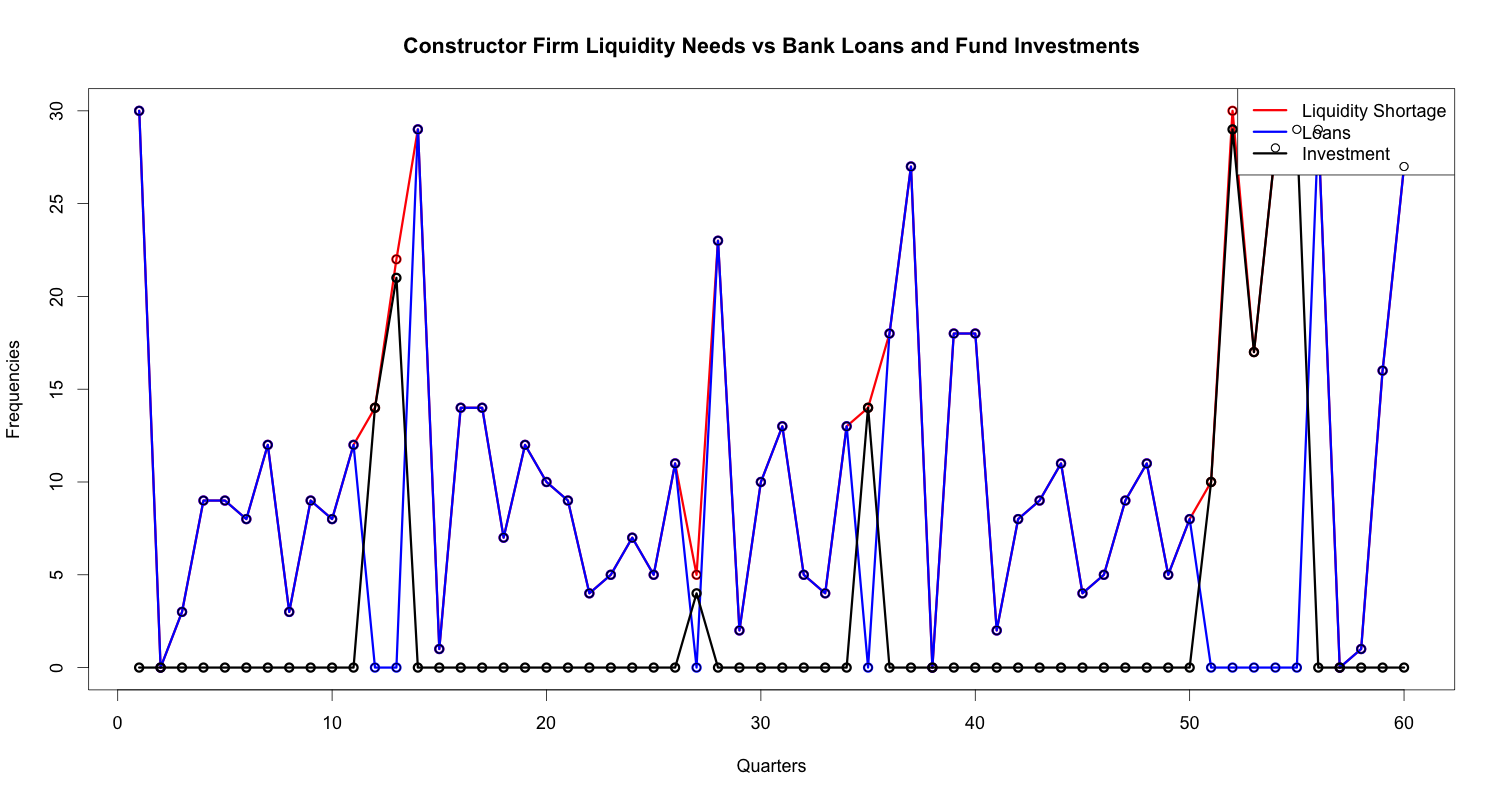 Constructor Firm Liquidity Needs vs Bank Loans and Fund Investments
Frequencies
30
25
20
15
10
5
0
Liquidity Shortage
Loans
Investment
0 10 20 30 40 50 60
Quarters